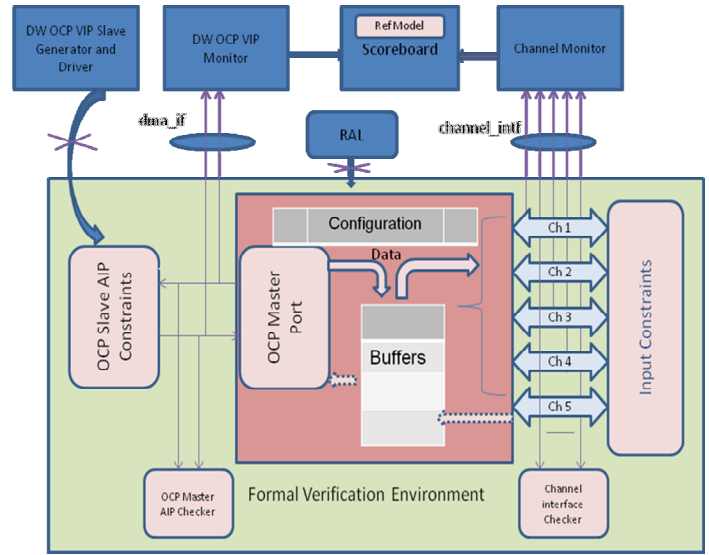 DW OCP VIP Slave
Generator and
Driver
DW OCP VIP
Monitor
Ref Model
Scoreboard
Channel Monitor
dma_if
RAL
channel_intf
Configuration
Data
OCP Slave AIP
Constraints
OCP Master
Port
Buffers
Ch 1
Ch 2
Ch 3
Ch 4
Ch 5
Input Constraints
OCP Master
AIP Checker
Formal Verification Environment
Channel
interface
Checker